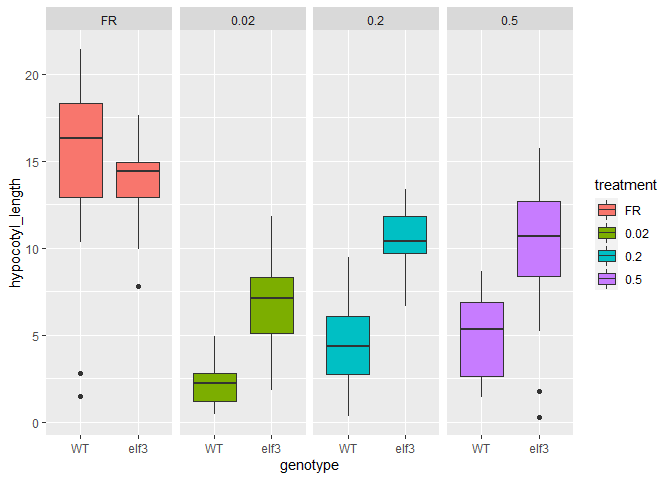 FR 0.02 0.2 0.5
20
15
10
5
0
hypocotyl_length
WT elf3 WT elf3 WT elf3 WT elf3
genotype
treatment
FR
0.02
0.2
0.5